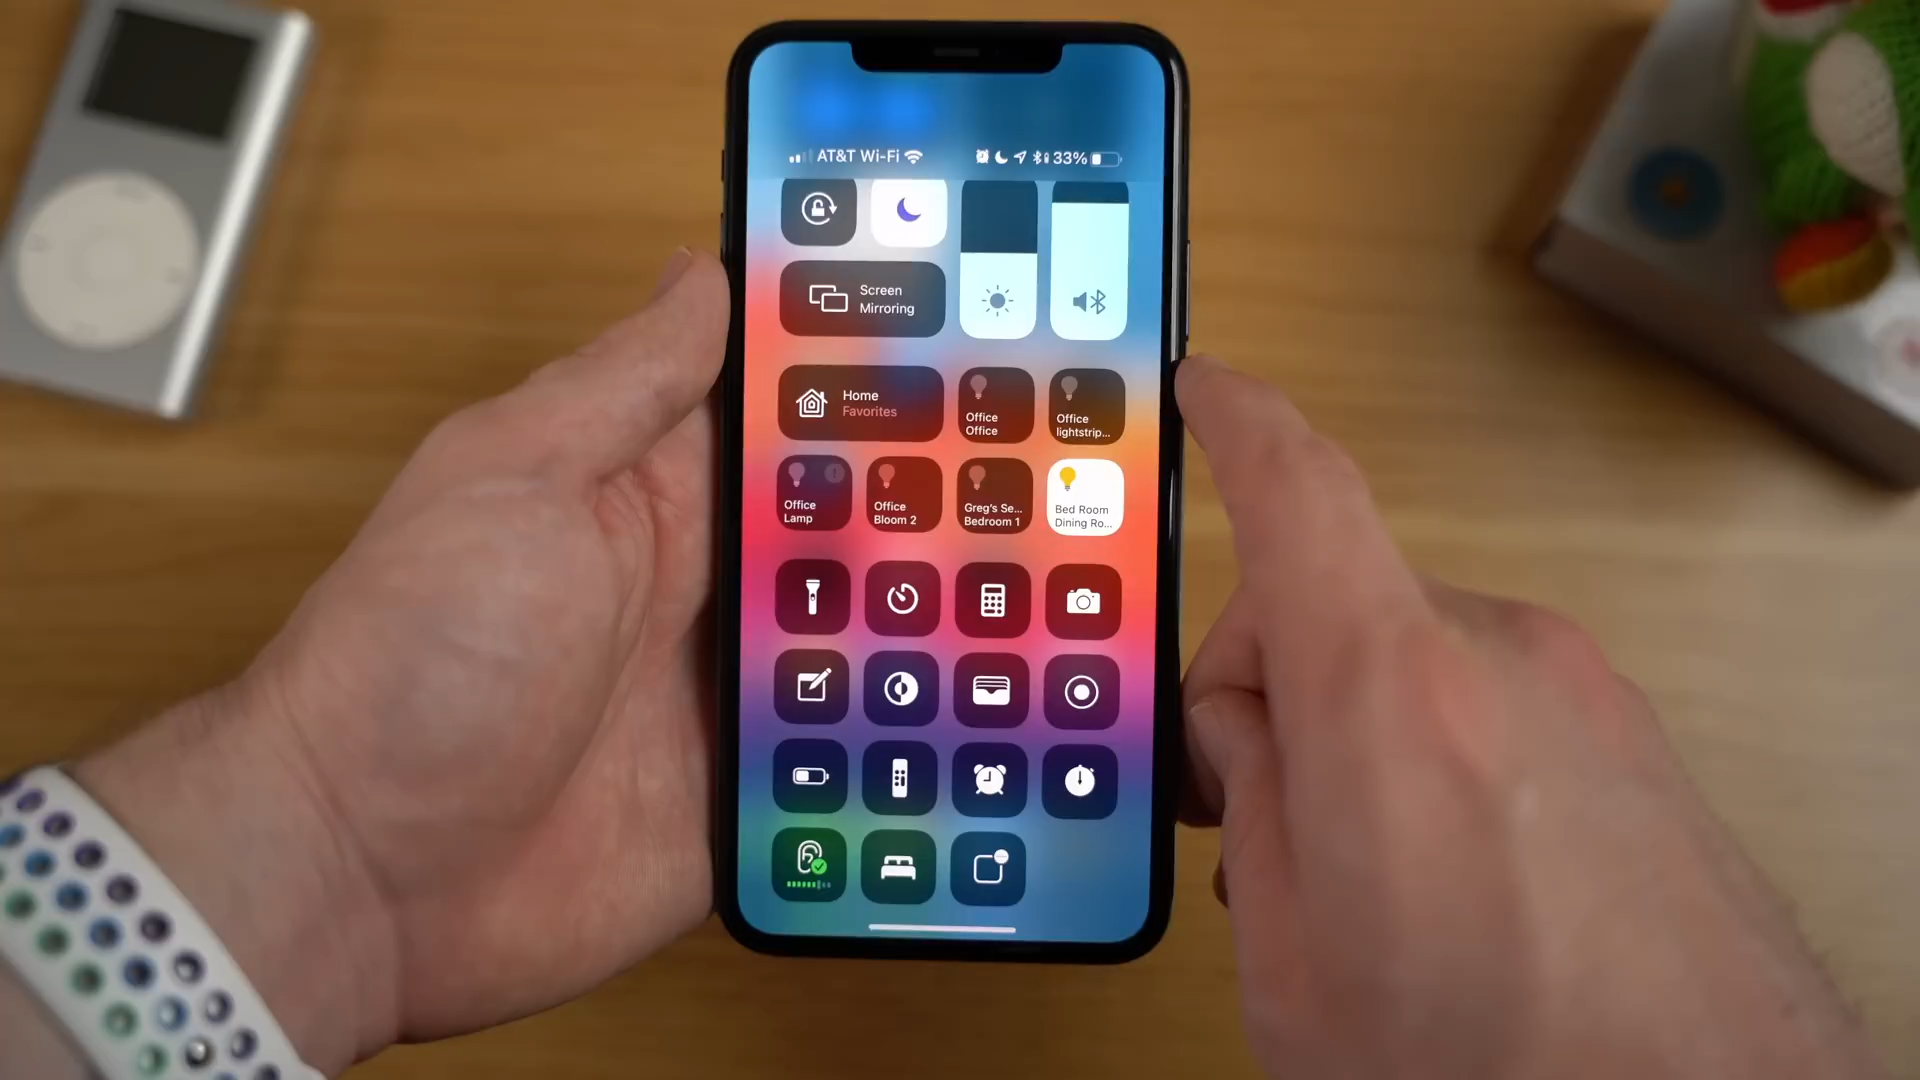 AT&T Wi-Fi
33%
Screen
Mirroring
Home
Favorites
Office
Office
Office
lightstrip...
Office
Lamp
Office
Bloom 2
Greg's Se...
Bedroom 1
Bed Room
Dining Ro...